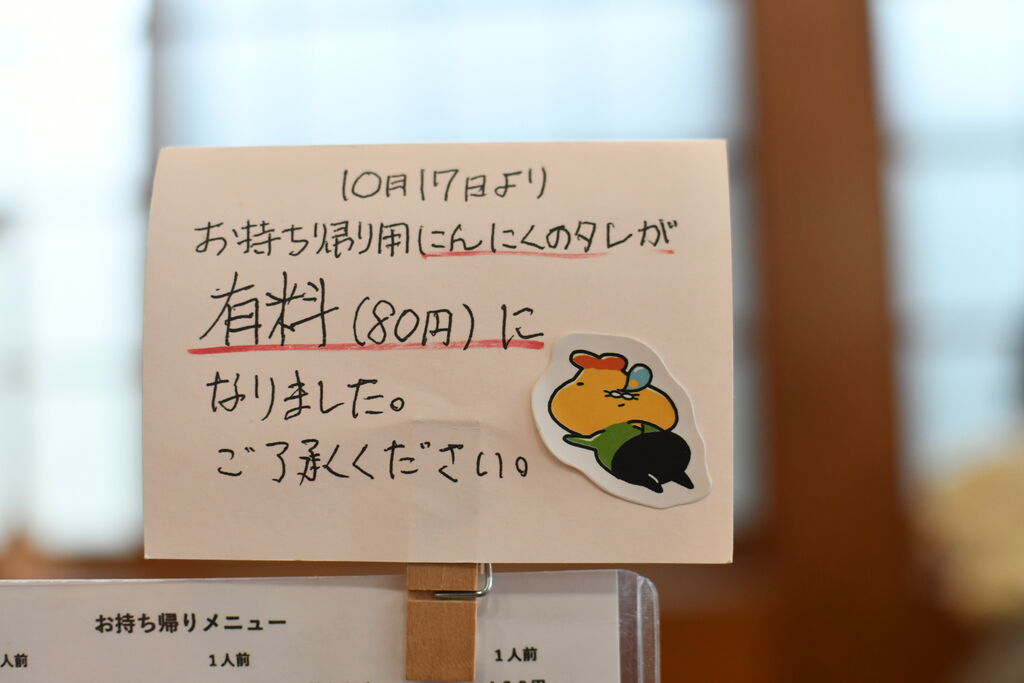 10月17日より
お持ち帰り用にんにくのタレが
有料(80円)に
なりました。
ご了承ください。
お持ち帰りメニュー
人前 1人前 1人前